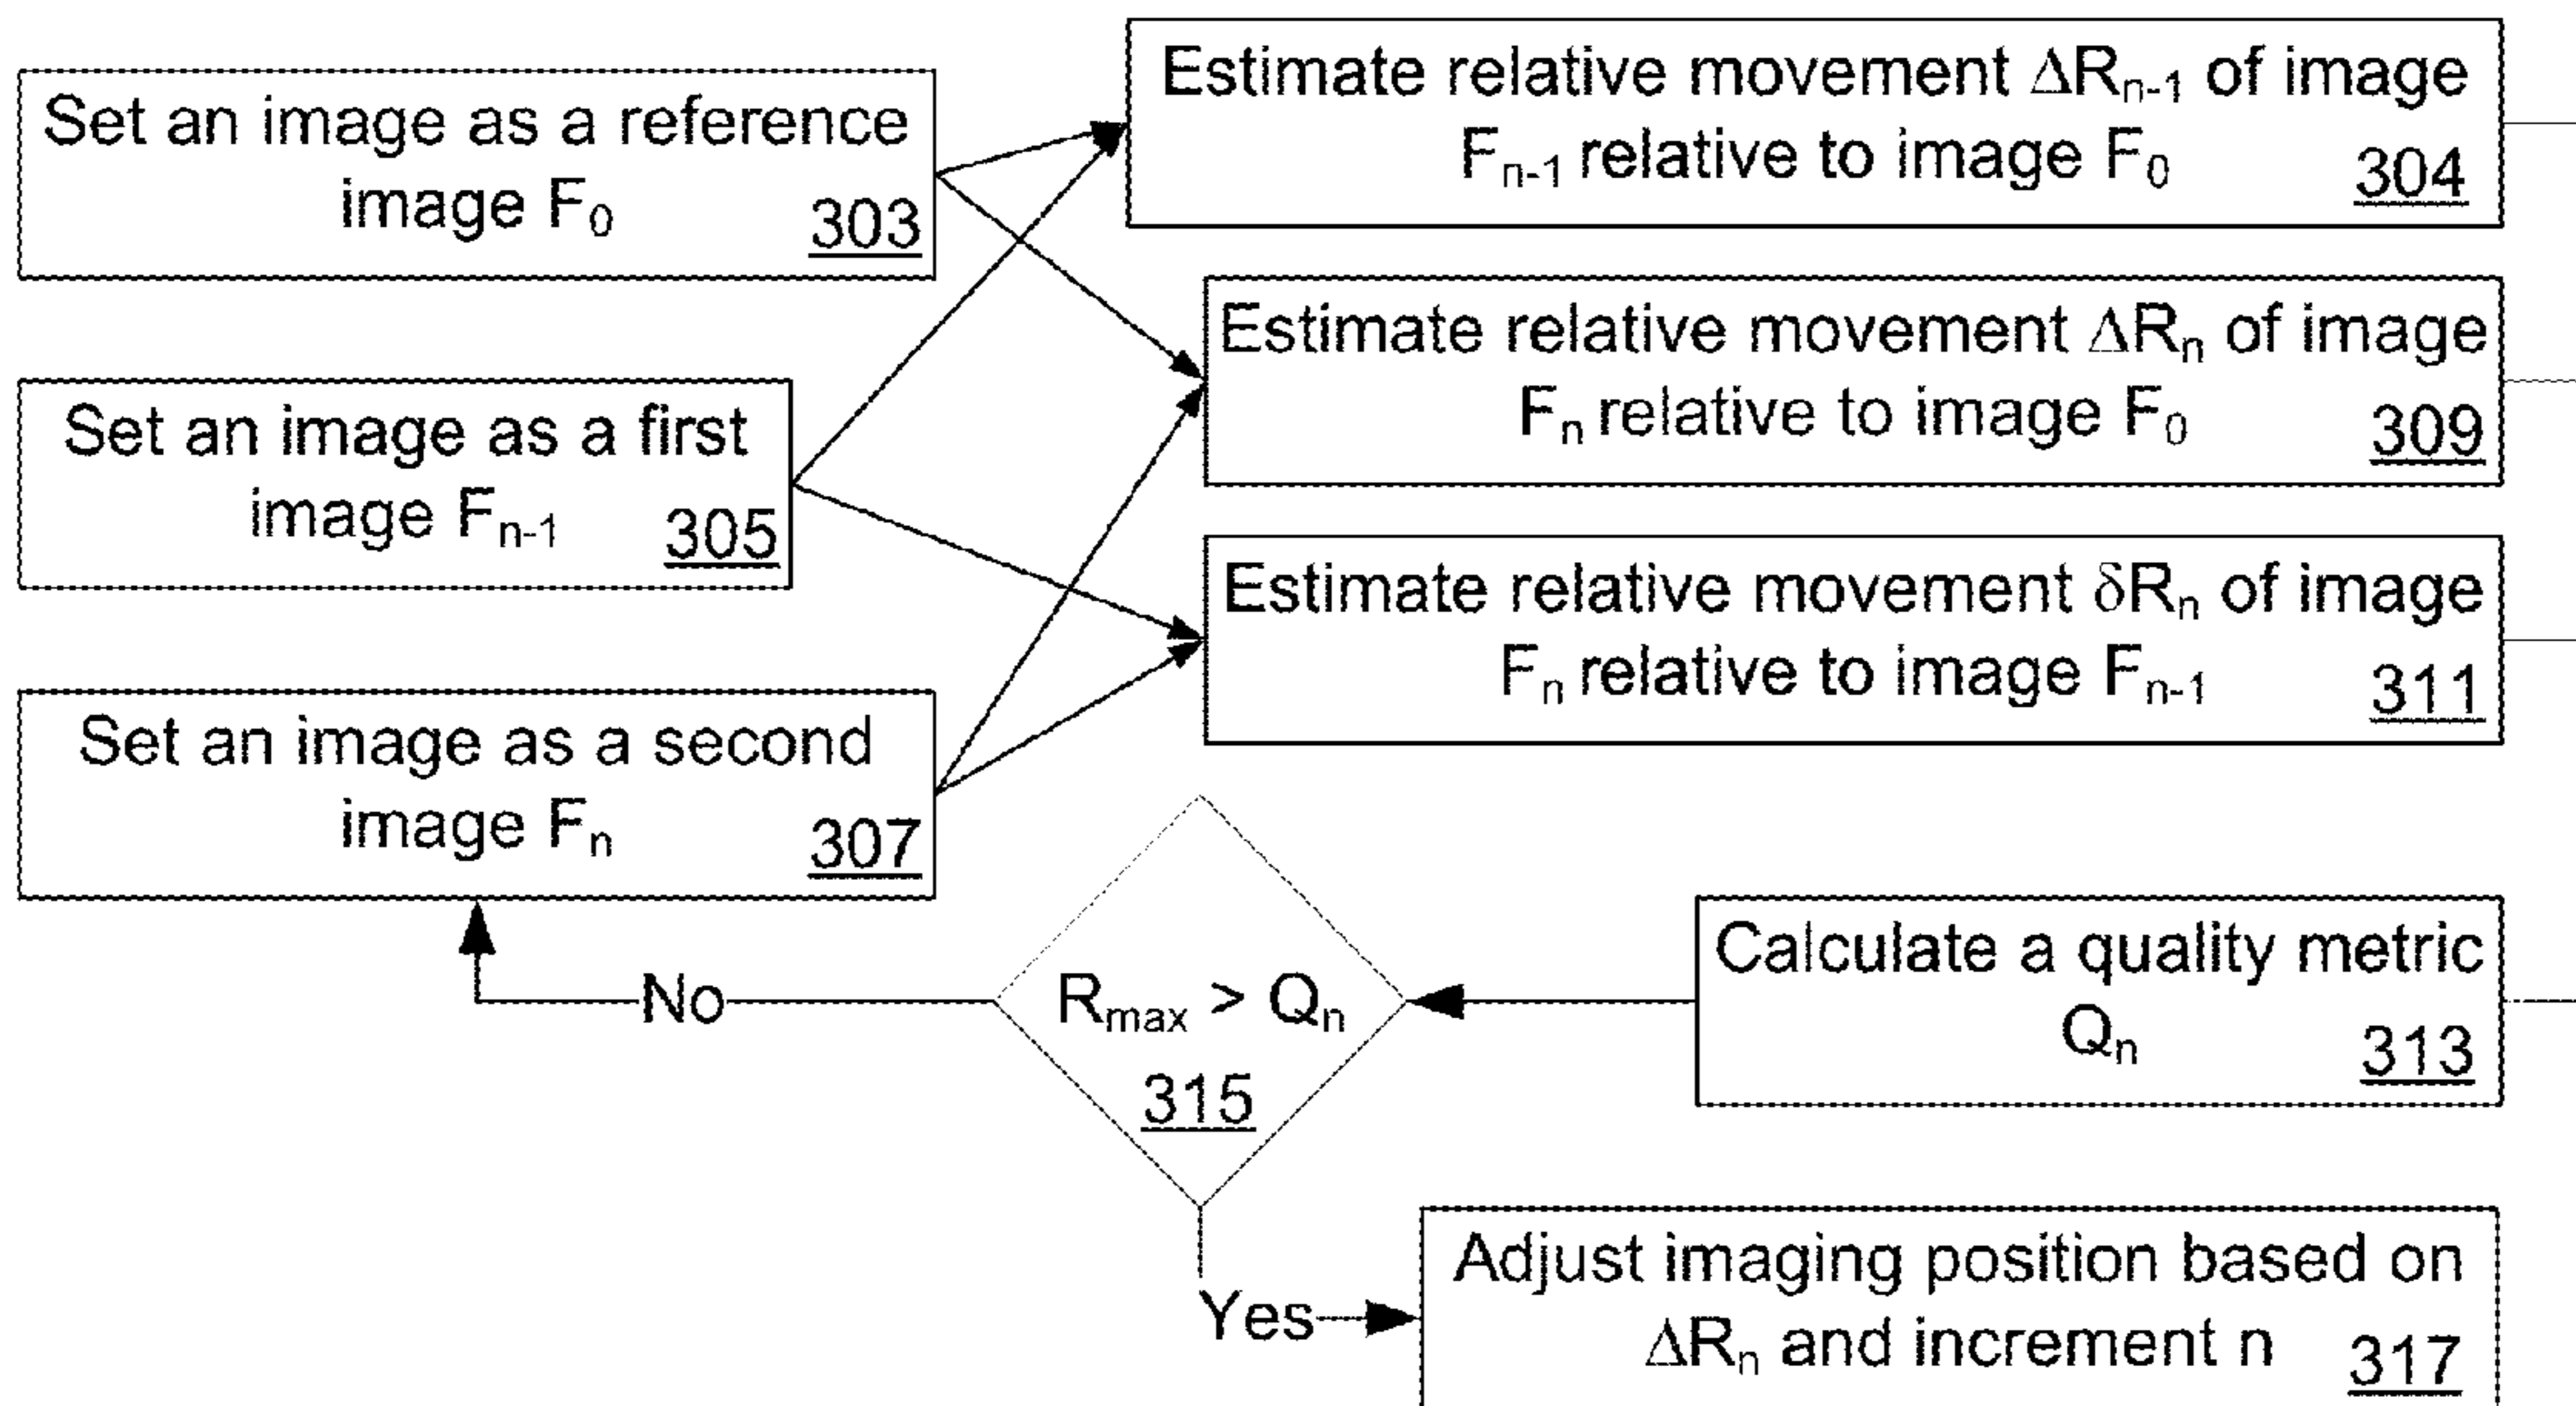 Set an image as a reference
image F₀ 303
Estimate relative movement ΔRₙ₋₁ of image
Fₙ₋₁ relative to image F₀ 304
Set an image as a first
image Fₙ₋₁ 305
Estimate relative movement ΔRₙ of image
Fₙ relative to image F₀ 309
Estimate relative movement δRₙ of image
Fₙ relative to image Fₙ₋₁ 311
Set an image as a second
image Fₙ 307
Calculate a quality metric
Qₙ 313
Rₘₐₓ > Qₙ
315
No
Yes
Adjust imaging position based on
ΔRₙ and increment n 317